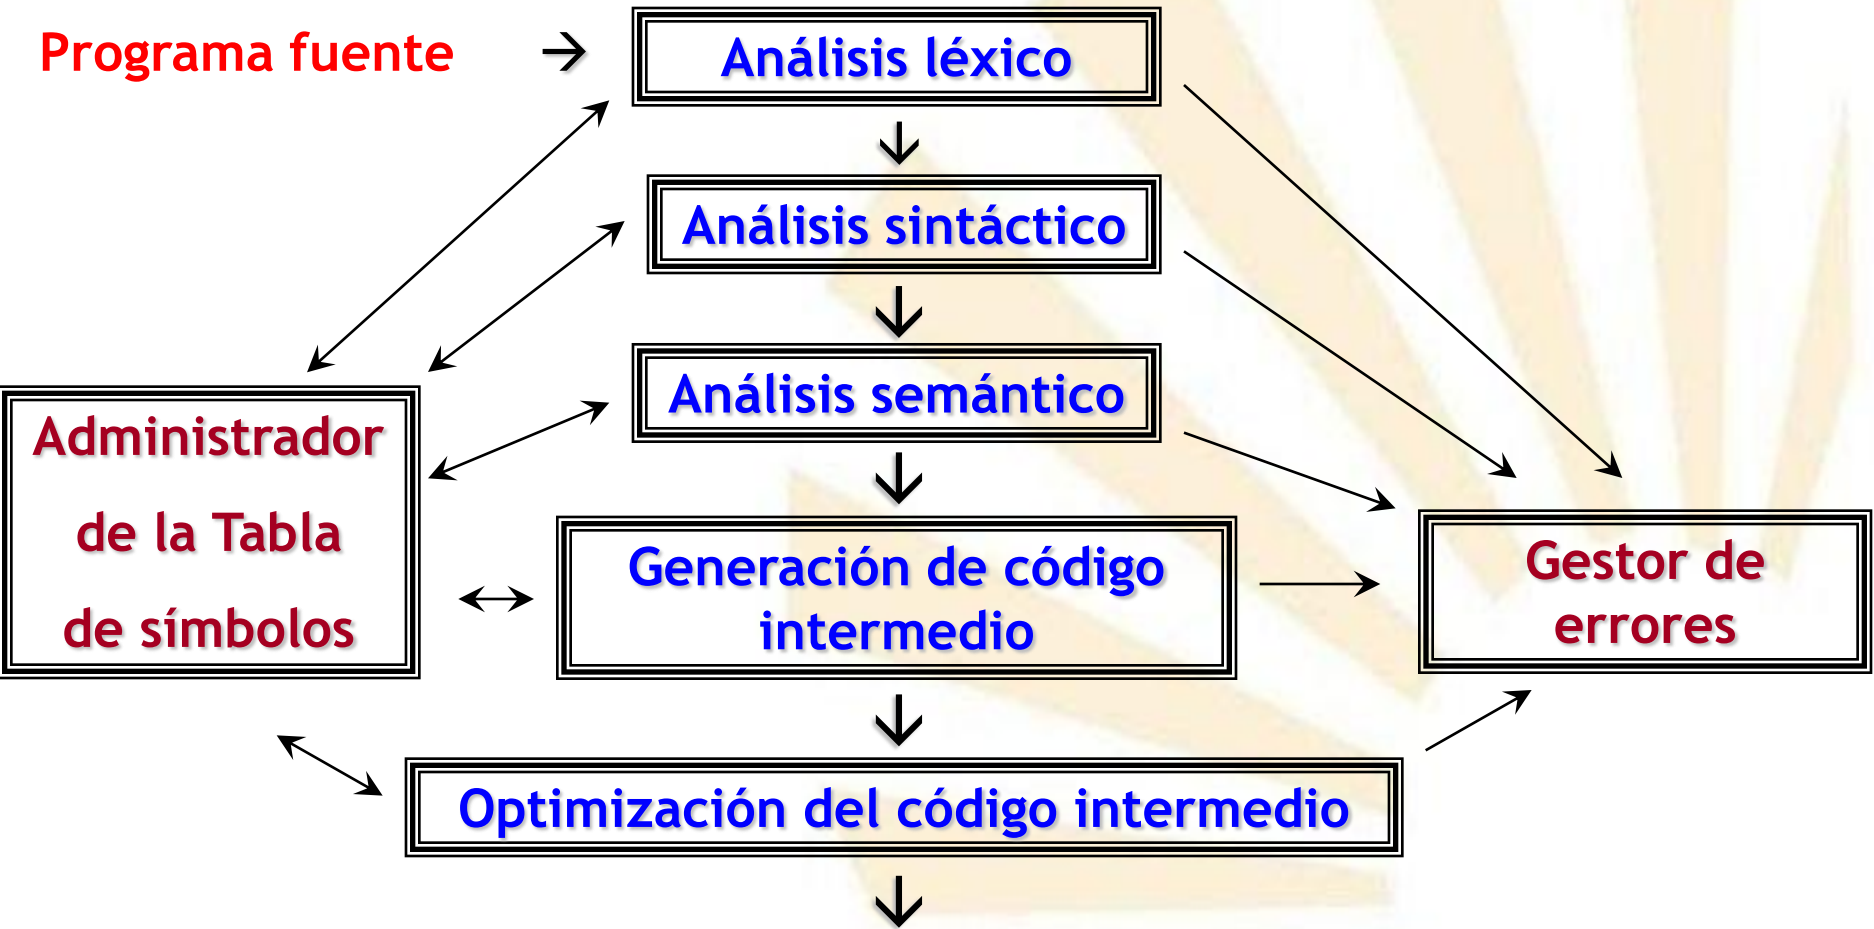 Programa fuente → Análisis léxico
Análisis sintáctico
Análisis semántico
Administrador
de la Tabla
de símbolos
Generación de código
intermedio
Gestor de
errores
Optimización del código intermedio